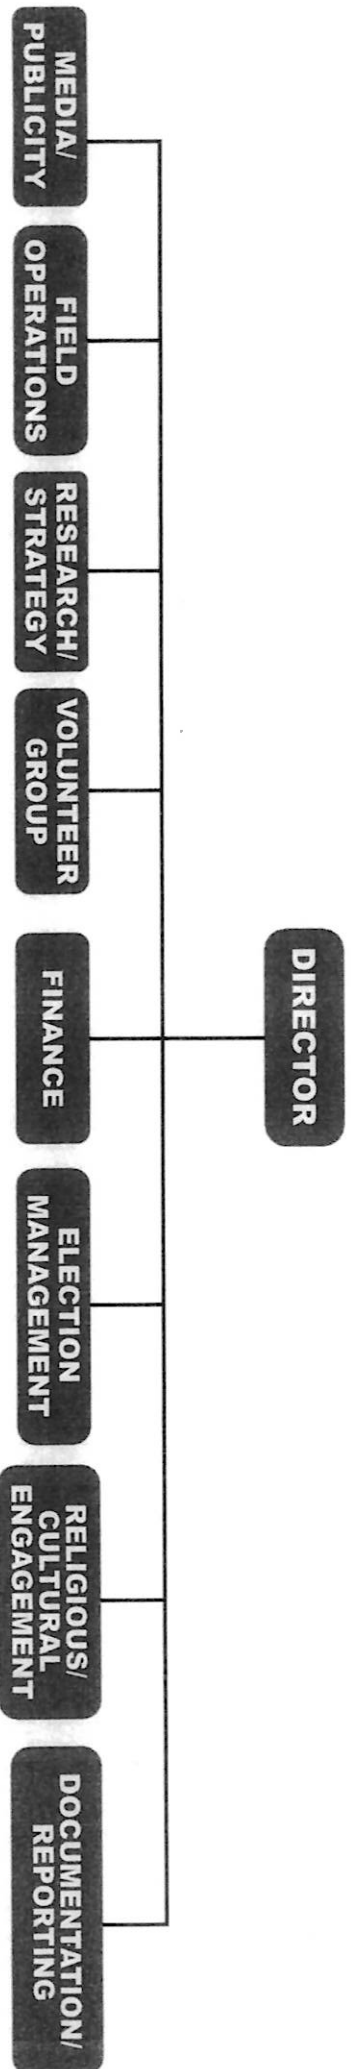 DIRECTOR
MEDIA/
PUBLICITY
FIELD
OPERATIONS
RESEARCH/
STRATEGY
VOLUNTEER
GROUP
FINANCE
ELECTION
MANAGEMENT
RELIGIOUS/
CULTURAL
ENGAGEMENT
DOCUMENTATION/
REPORTING